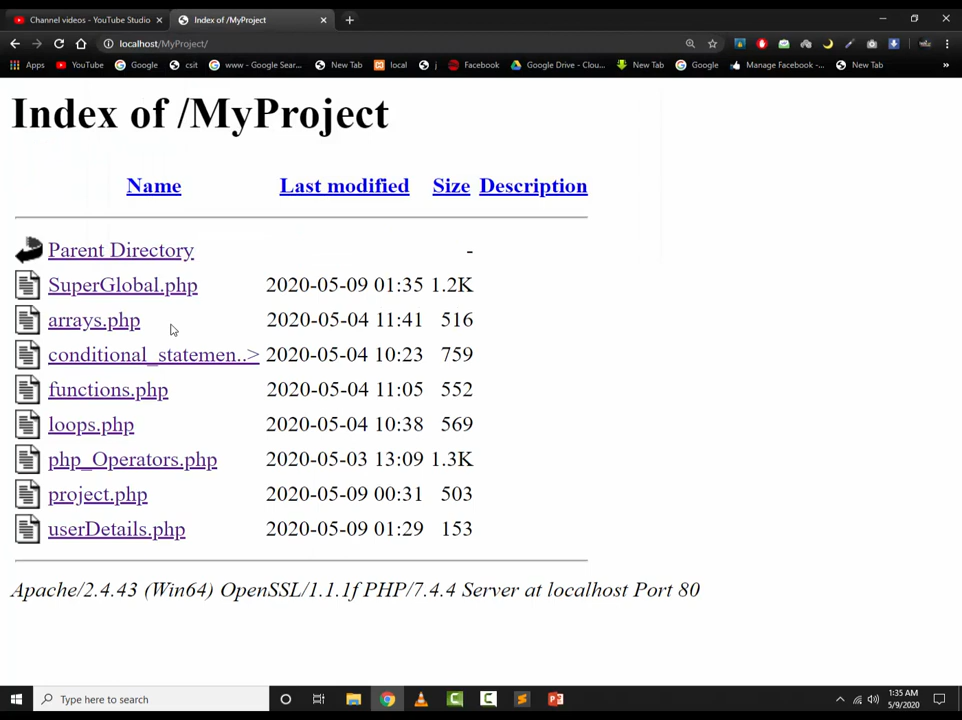 Channel videos - YouTube Studio
Index of /MyProject
localhost/MyProject/
Apps
YouTube
Google
csit
www - Google Sear...
New Tab
local
j
Facebook
Google Drive - Clou...
New Tab
Google
Manage Facebook -...
New Tab
»
Index of /MyProject
Name Last modified Size Description
Parent Directory -
SuperGlobal.php 2020-05-09 01:35 1.2K
arrays.php 2020-05-04 11:41 516
conditional_statemen..> 2020-05-04 10:23 759
functions.php 2020-05-04 11:05 552
loops.php 2020-05-04 10:38 569
php_Operators.php 2020-05-03 13:09 1.3K
project.php 2020-05-09 00:31 503
userDetails.php 2020-05-09 01:29 153
Apache/2.4.43 (Win64) OpenSSL/1.1.1f PHP/7.4.4 Server at localhost Port 80
Type here to search
1:35 AM
5/9/2020